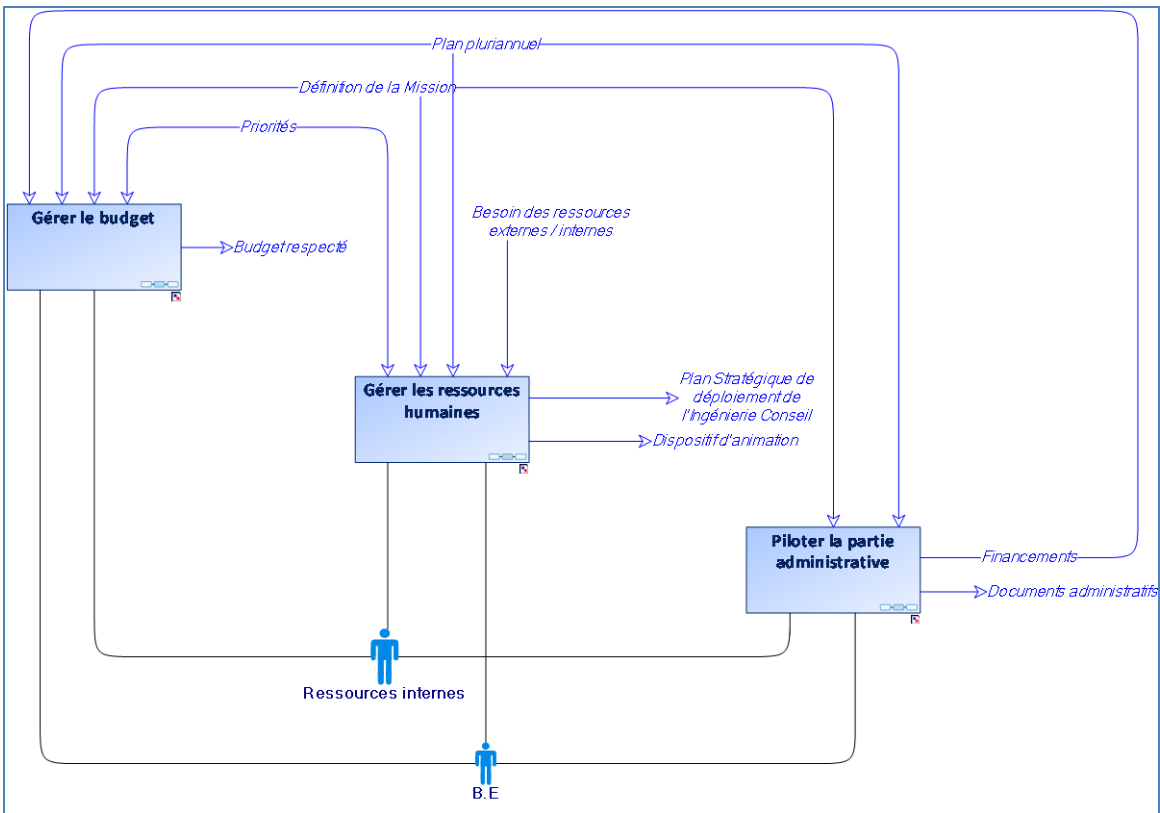 Plan pluriannuel
Définition de la Mission
Priorités
Gérer le budget
Budget respecté
Besoin des ressources
externes / internes
Gérer les ressources
humaines
Plan Stratégique de
déploiement de
l'Ingénierie Conseil
Dispositif d'animation
Piloter la partie
administrative
Financements
Documents administratifs
Ressources internes
B.E